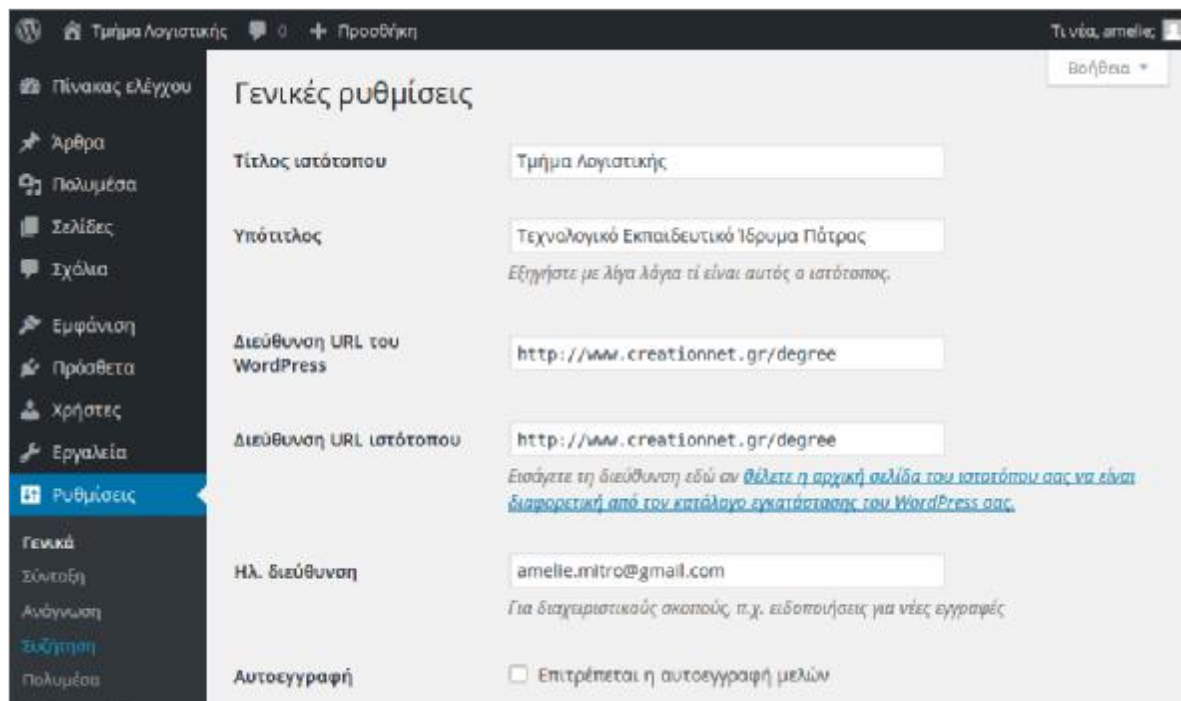 Τμήμα Λογιστικής 0 + Προσθήκη Τι νέα, amelie;
Βοήθεια
Πίνακας ελέγχου
Άρθρα
Πολυμέσα
Σελίδες
Σχόλια
Εμφάνιση
Πρόσθετα
Χρήστες
Εργαλεία
Ρυθμίσεις
Γενικά
Σύνταξη
Ανάγνωση
Συζήτηση
Πολυμέσα
Γενικές ρυθμίσεις
Τίτλος ιστότοπου Τμήμα Λογιστικής
Υπότιτλος Τεχνολογικό Εκπαιδευτικό Ίδρυμα Πάτρας
Εξηγήστε με λίγα λόγια τί είναι αυτός ο ιστότοπος.
Διεύθυνση URL του
WordPress
http://www.creationnet.gr/degree
Διεύθυνση URL ιστότοπου http://www.creationnet.gr/degree
Εισάγετε τη διεύθυνση εδώ αν θέλετε η αρχική σελίδα του ιστοτόπου σας να είναι
διαφορετική από τον κατάλογο εγκατάστασης του WordPress σας.
Ηλ. διεύθυνση amelie.mitro@gmail.com
Για διαχειριστικούς σκοπούς, π.χ. ειδοποιήσεις για νέες εγγραφές
Αυτοεγγραφή Επιτρέπεται η αυτοεγγραφή μελών